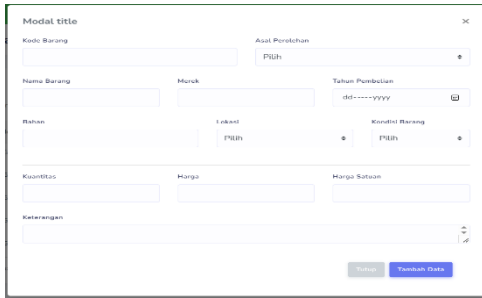 Modal title ×
Kode Barang Asal Perolehan
Pilih
Nama Barang Merek Tahun Pembelian
dd-----yyyy
Bahan Lokasi Kondisi Barang
Pilih Pilih
Kuantitas Harga Harga Satuan
Keterangan
Tutup Tambah Data